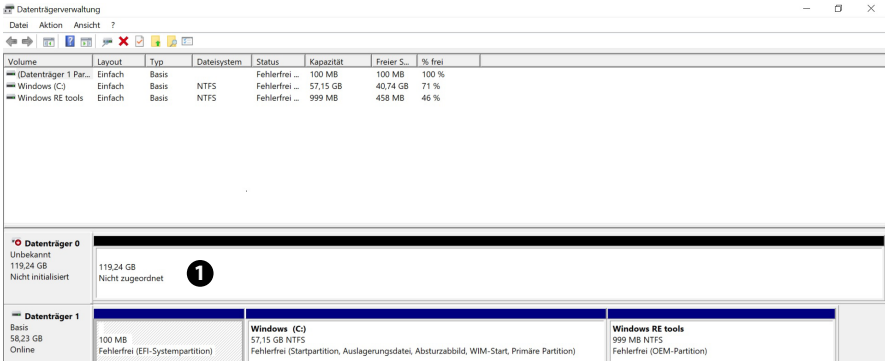 Datenträgerverwaltung
Datei Aktion Ansicht ?
Volume Layout Typ Dateisystem Status Kapazität Freier S... % frei
(Datenträger 1 Par... Einfach Basis Fehlerfrei ... 100 MB 100 MB 100 %
Windows (C:) Einfach Basis NTFS Fehlerfrei ... 57,15 GB 40,74 GB 71 %
Windows RE tools Einfach Basis NTFS Fehlerfrei ... 999 MB 458 MB 46 %
Datenträger 0
Unbekannt
119,24 GB
Nicht initialisiert
119,24 GB
Nicht zugeordnet
1
Datenträger 1
Basis
58,23 GB
Online
100 MB
Fehlerfrei (EFI-Systempartition)
Windows (C:)
57,15 GB NTFS
Fehlerfrei (Startpartition, Auslagerungsdatei, Absturzabbild, WIM-Start, Primäre Partition)
Windows RE tools
999 MB NTFS
Fehlerfrei (OEM-Partition)